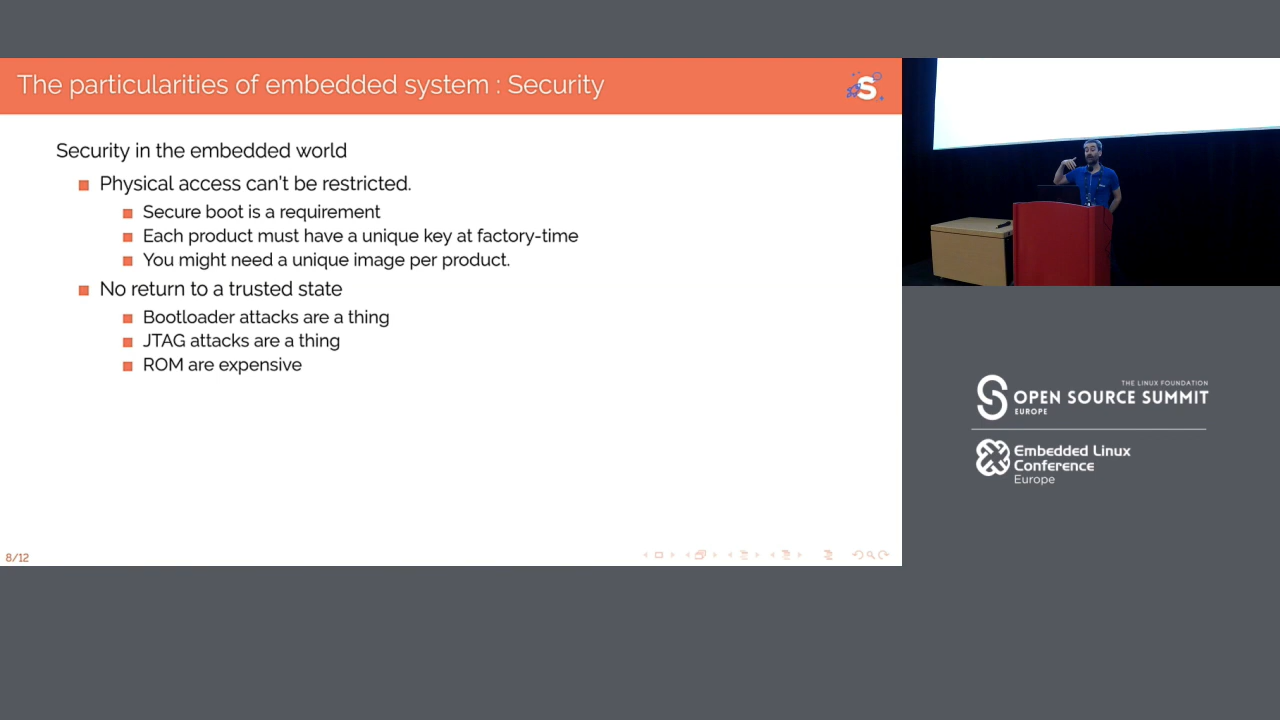 The particularities of embedded system : Security
S
Security in the embedded world
Physical access can't be restricted.
Secure boot is a requirement
Each product must have a unique key at factory-time
You might need a unique image per product.
No return to a trusted state
Bootloader attacks are a thing
JTAG attacks are a thing
ROM are expensive
8/12
THE LINUX FOUNDATION
OPEN SOURCE SUMMIT
EUROPE
Embedded Linux
Conference
Europe